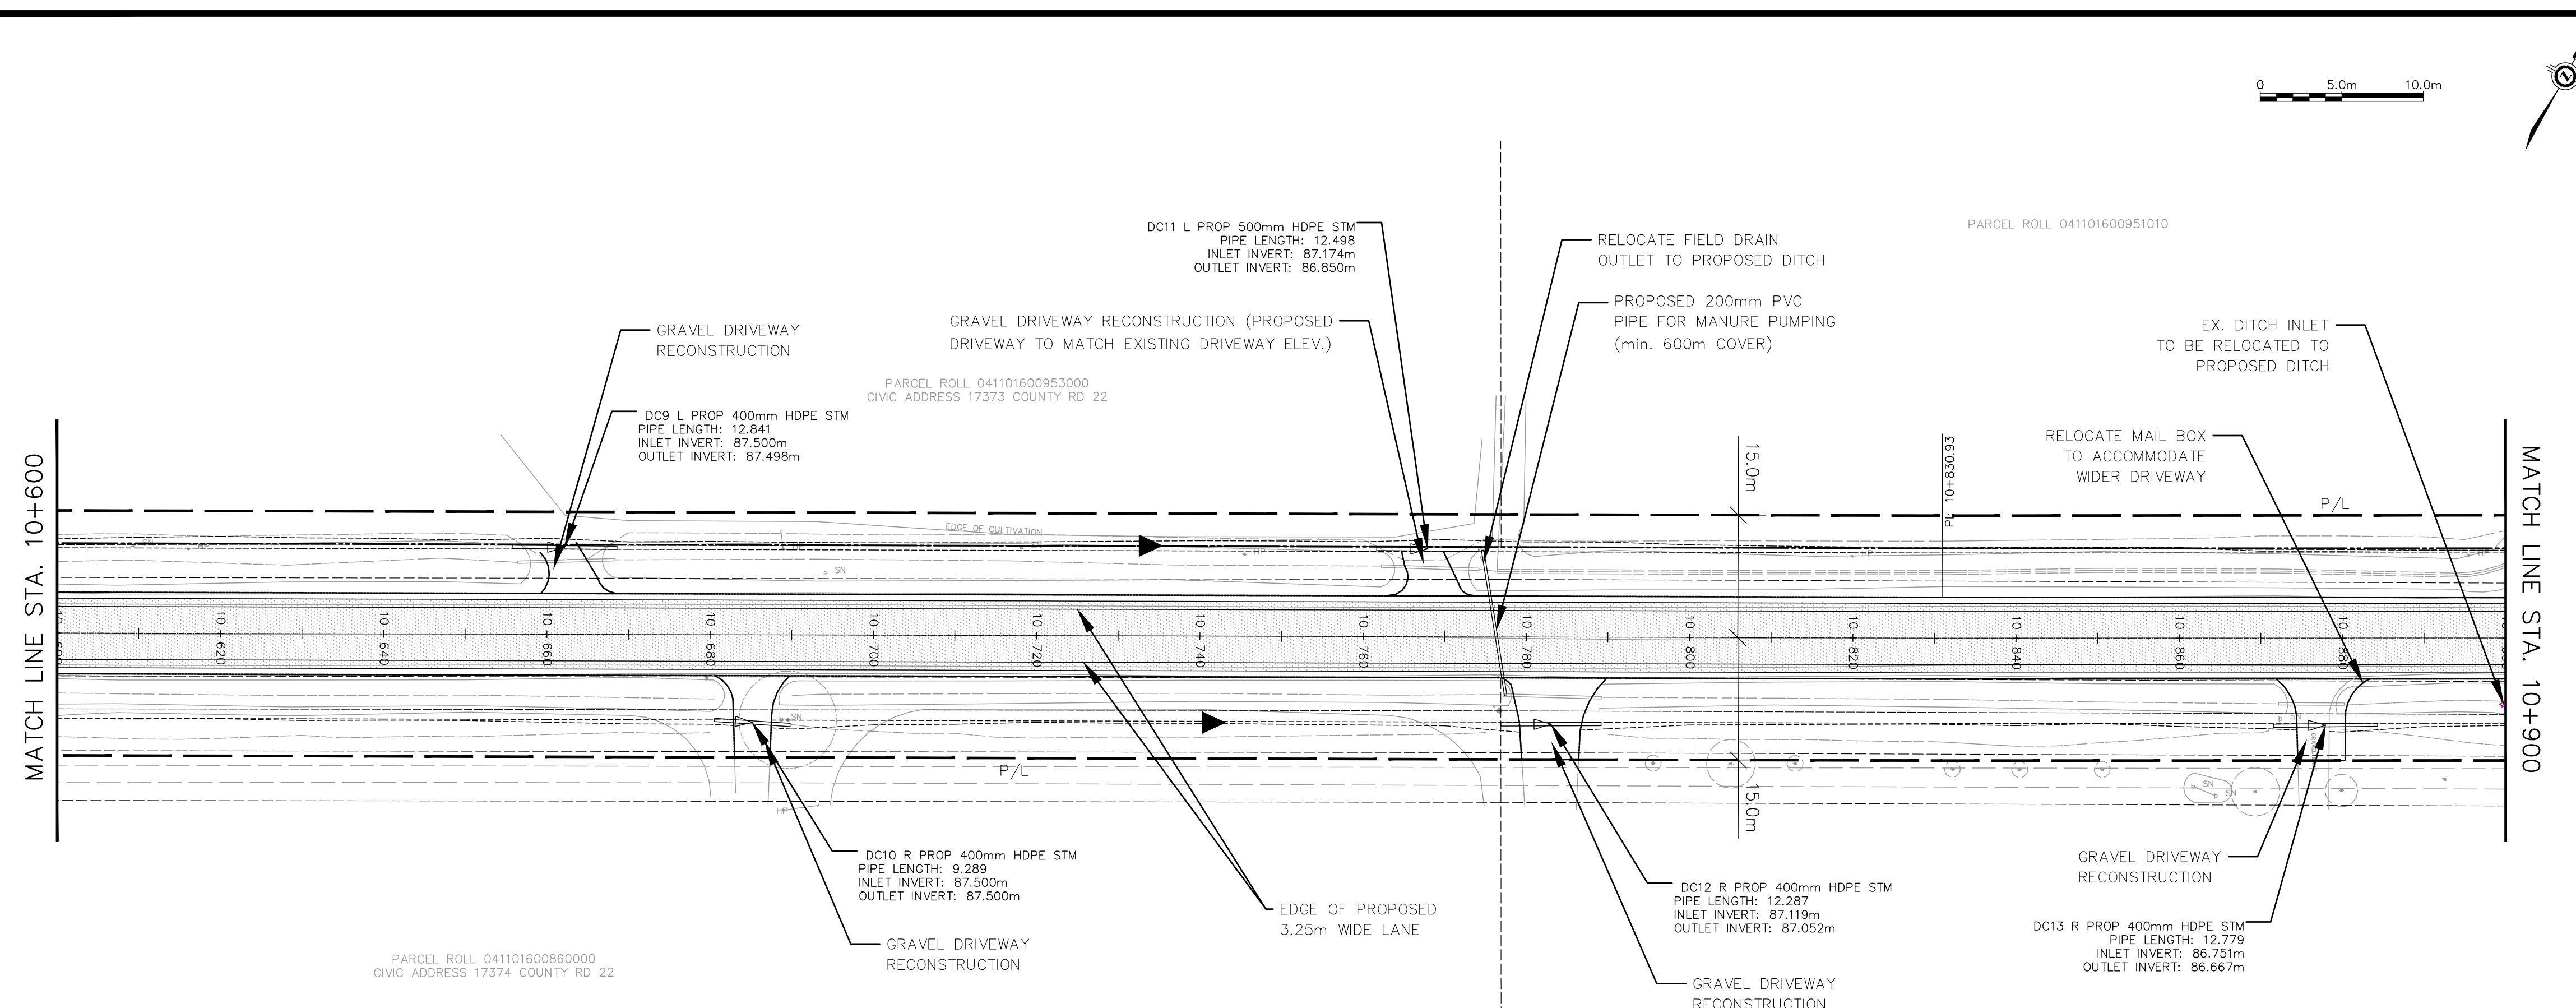 0 5.0m 10.0m
PARCEL ROLL 041101600951010
DC11 L PROP 500mm HDPE STM
PIPE LENGTH: 12.498
INLET INVERT: 87.174m
OUTLET INVERT: 86.850m
RELOCATE FIELD DRAIN
OUTLET TO PROPOSED DITCH
PROPOSED 200mm PVC
PIPE FOR MANURE PUMPING
(min. 600m COVER)
GRAVEL DRIVEWAY RECONSTRUCTION (PROPOSED
DRIVEWAY TO MATCH EXISTING DRIVEWAY ELEV.)
GRAVEL DRIVEWAY
RECONSTRUCTION
EX. DITCH INLET
TO BE RELOCATED TO
PROPOSED DITCH
PARCEL ROLL 041101600953000
CIVIC ADDRESS 17373 COUNTY RD 22
DC9 L PROP 400mm HDPE STM
PIPE LENGTH: 12.841
INLET INVERT: 87.500m
OUTLET INVERT: 87.498m
RELOCATE MAIL BOX
TO ACCOMMODATE
WIDER DRIVEWAY
MATCH LINE STA. 10+600
MATCH LINE STA. 10+900
15.0m
PI: 10+830.93
P/L
EDGE OF CULTIVATION
SN
HP
HP
SN
HP
SN
HP
10+620
10+640
10+660
10+680
10+700
10+720
10+740
10+760
10+780
10+800
10+820
10+840
10+860
10+880
SN
SN
P/L
15.0m
HP
SN
SN
DC10 R PROP 400mm HDPE STM
PIPE LENGTH: 9.289
INLET INVERT: 87.500m
OUTLET INVERT: 87.500m
GRAVEL DRIVEWAY
RECONSTRUCTION
EDGE OF PROPOSED
3.25m WIDE LANE
DC12 R PROP 400mm HDPE STM
PIPE LENGTH: 12.287
INLET INVERT: 87.119m
OUTLET INVERT: 87.052m
GRAVEL DRIVEWAY
RECONSTRUCTION
GRAVEL DRIVEWAY
RECONSTRUCTION
DC13 R PROP 400mm HDPE STM
PIPE LENGTH: 12.779
INLET INVERT: 86.751m
OUTLET INVERT: 86.667m
PARCEL ROLL 041101600860000
CIVIC ADDRESS 17374 COUNTY RD 22